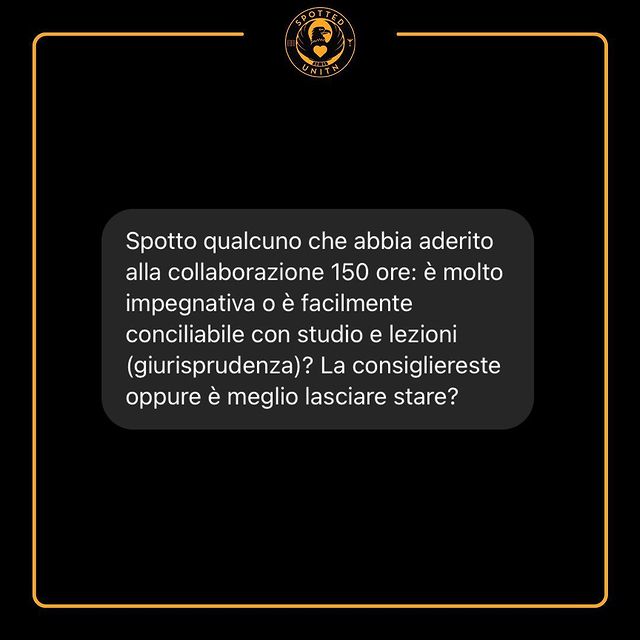 SPOTTED
UNITN
Spotto qualcuno che abbia aderito
alla collaborazione 150 ore: è molto
impegnativa o è facilmente
conciliabile con studio e lezioni
(giurisprudenza)? La consigliereste
oppure è meglio lasciare stare?